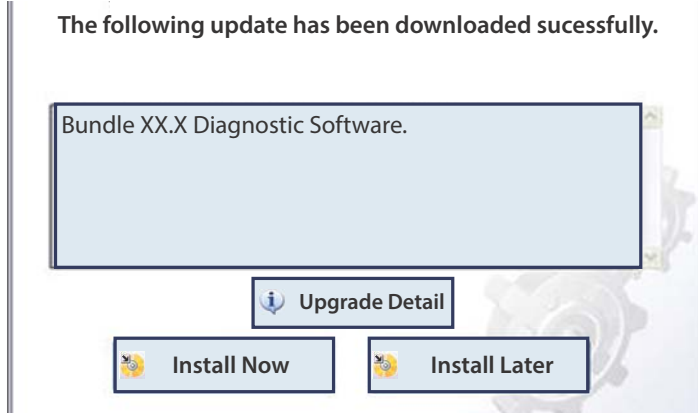 The following update has been downloaded sucessfully.
Bundle XX.X Diagnostic Software.
Upgrade Detail
Install Now
Install Later